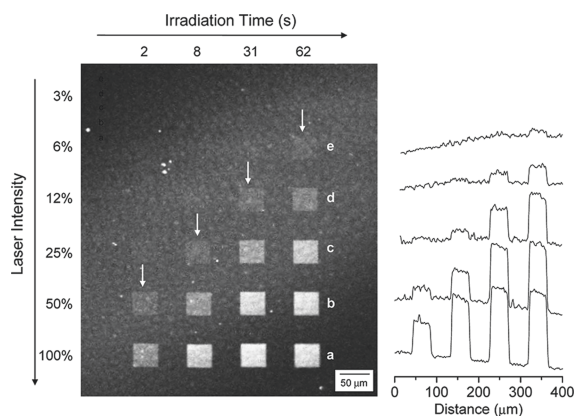 Irradiation Time (s)
2 8 31 62
Laser Intensity
3%
6%
12%
25%
50%
100%
e
d
c
b
a
50 μm
0 100 200 300 400
Distance (μm)